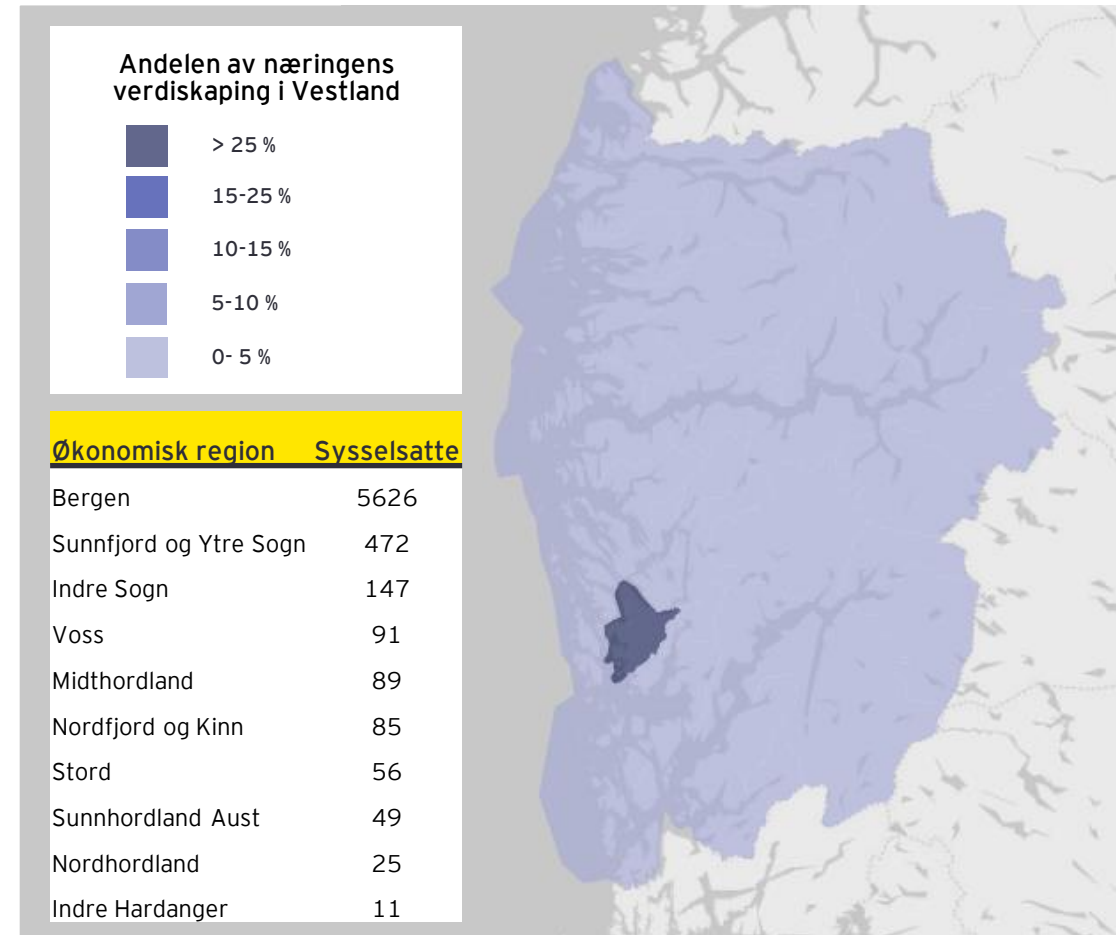 Andelen av næringens
verdiskaping i Vestland
> 25 %
15-25 %
10-15 %
5-10 %
0- 5 %
Økonomisk region Sysselsatte
Bergen 5626
Sunnfjord og Ytre Sogn 472
Indre Sogn 147
Voss 91
Midthordland 89
Nordfjord og Kinn 85
Stord 56
Sunnhordland Aust 49
Nordhordland 25
Indre Hardanger 11